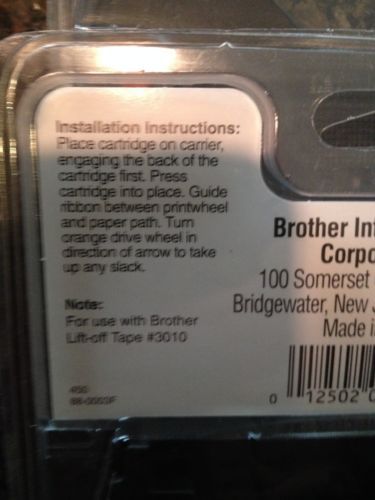 Installation Instructions:
Place cartridge on carrier,
engaging the back of the
cartridge first. Press
cartridge into place. Guide
ribbon between printwheel
and paper path. Turn
orange drive wheel in
direction of arrow to take
up any slack.
Note:
For use with Brother
Lift-off Tape #3010
Brother Int
Corpo
100 Somerset
Bridgewater, New J
Made i
0 12502 0